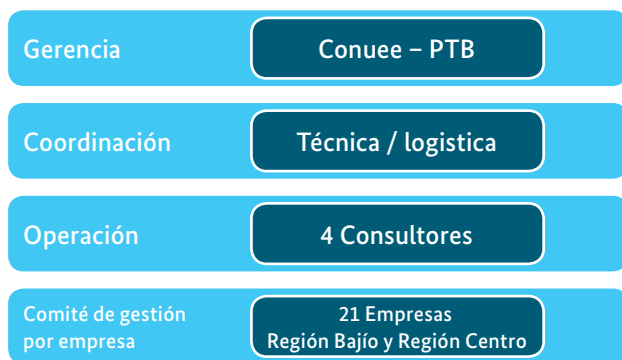 Gerencia
Conuee – PTB
Coordinación
Técnica / logistica
Operación
4 Consultores
Comité de gestión
por empresa
21 Empresas
Región Bajío y Región Centro